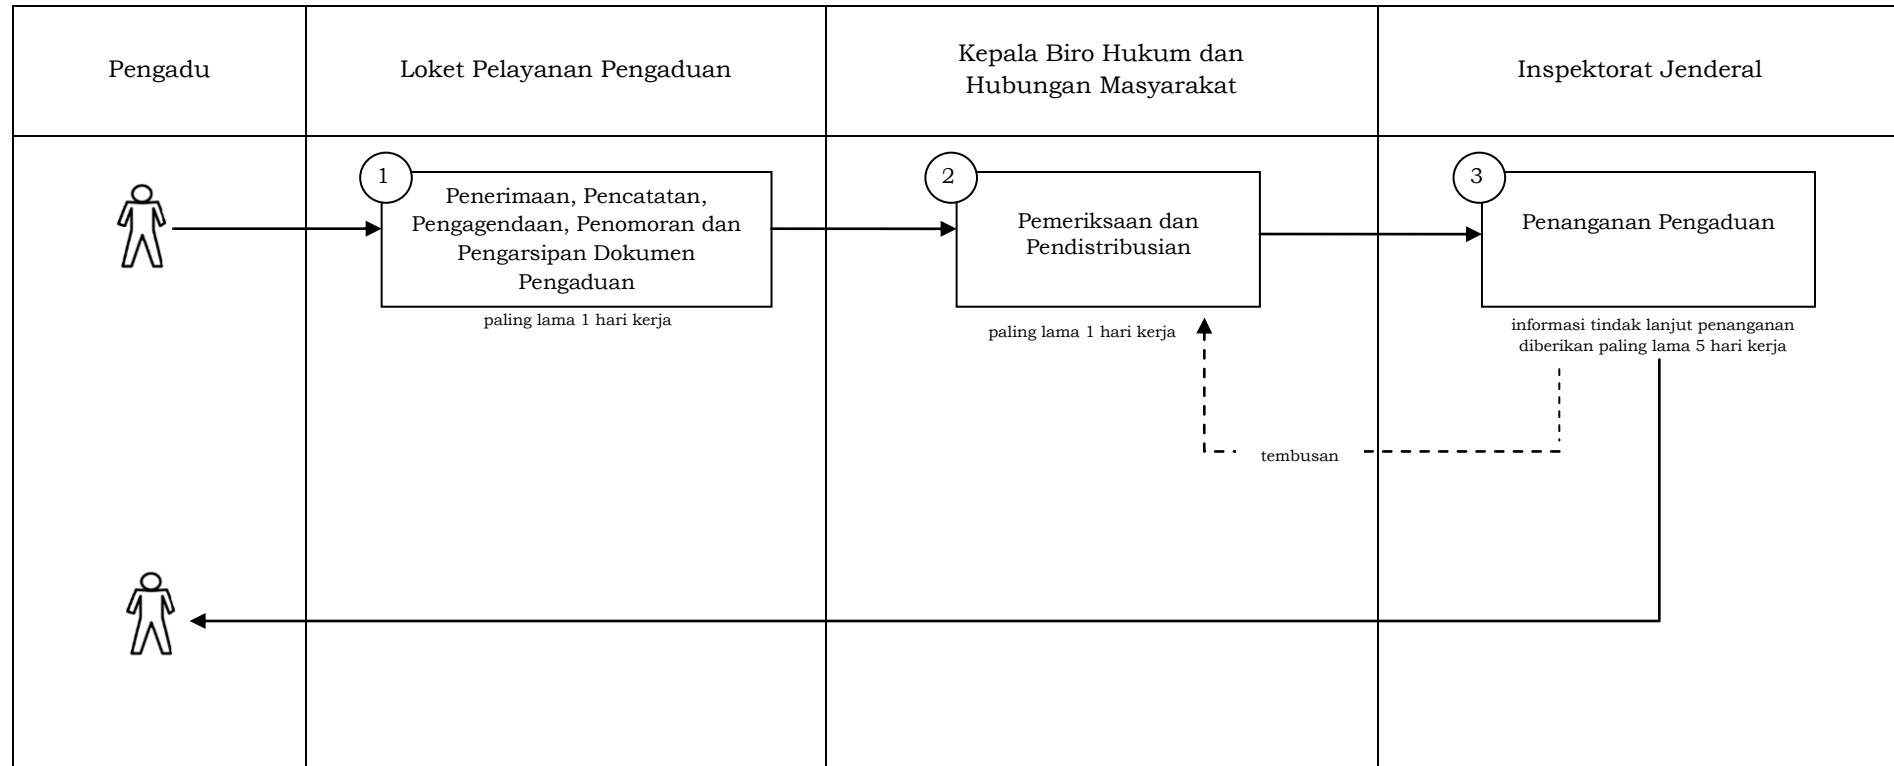 Pengadu
Loket Pelayanan Pengaduan
Kepala Biro Hukum dan
Hubungan Masyarakat
Inspektorat Jenderal
1
Penerimaan, Pencatatan,
Pengagendaan, Penomoran dan
Pengarsipan Dokumen
Pengaduan
paling lama 1 hari kerja
2
Pemeriksaan dan
Pendistribusian
paling lama 1 hari kerja
3
Penanganan Pengaduan
informasi tindak lanjut penanganan
diberikan paling lama 5 hari kerja
tembusan